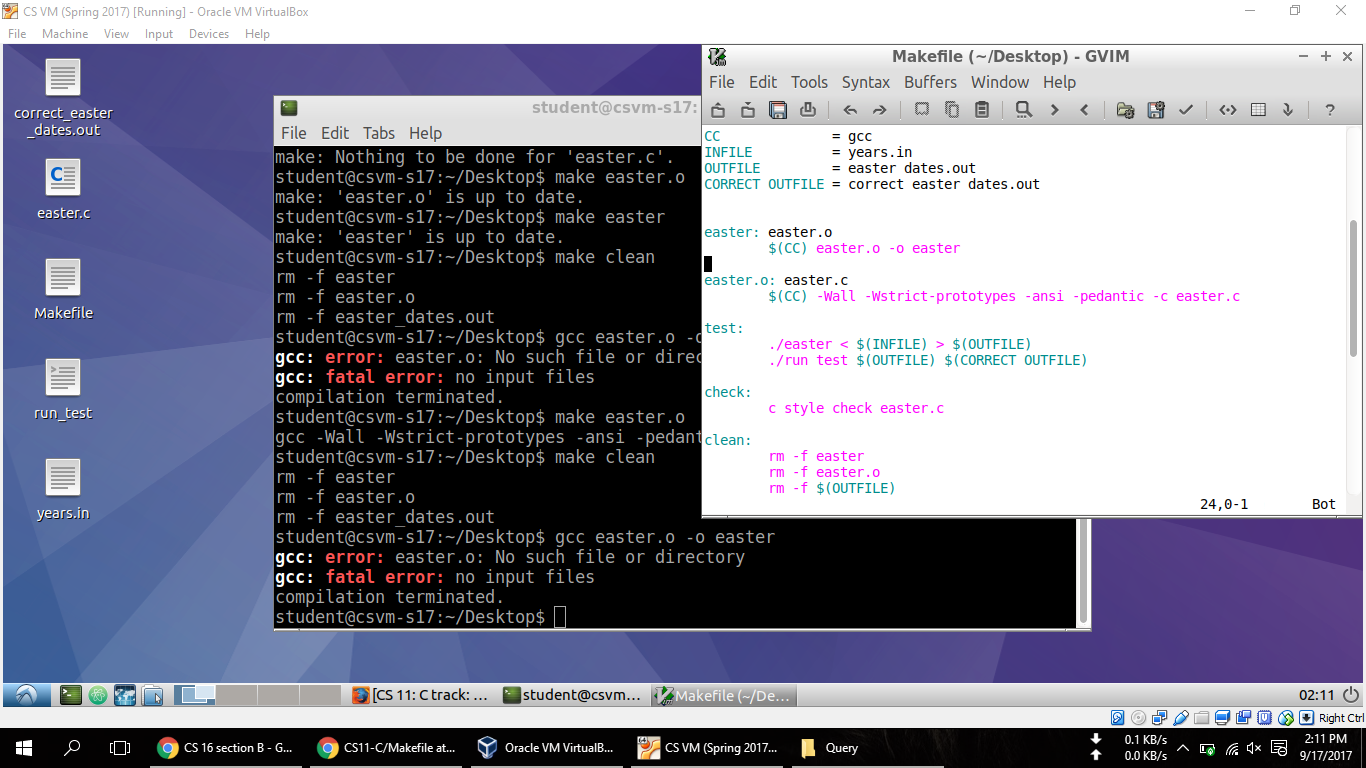 CS VM (Spring 2017) [Running] - Oracle VM VirtualBox
File Machine View Input Devices Help
correct_easter
_dates.out
easter.c
Makefile
run_test
years.in
student@csvm-s17:
File Edit Tabs Help
make: Nothing to be done for 'easter.c'.
student@csvm-s17:~/Desktop$ make easter.o
make: 'easter.o' is up to date.
student@csvm-s17:~/Desktop$ make easter
make: 'easter' is up to date.
student@csvm-s17:~/Desktop$ make clean
rm -f easter
rm -f easter.o
rm -f easter_dates.out
student@csvm-s17:~/Desktop$ gcc easter.o -o
gcc: error: easter.o: No such file or direc
gcc: fatal error: no input files
compilation terminated.
student@csvm-s17:~/Desktop$ make easter.o
gcc -Wall -Wstrict-prototypes -ansi -pedant
student@csvm-s17:~/Desktop$ make clean
rm -f easter
rm -f easter.o
rm -f easter_dates.out
student@csvm-s17:~/Desktop$ gcc easter.o -o easter
gcc: error: easter.o: No such file or directory
gcc: fatal error: no input files
compilation terminated.
student@csvm-s17:~/Desktop$
Makefile (~/Desktop) - GVIM
File Edit Tools Syntax Buffers Window Help
CC = gcc
INFILE = years.in
OUTFILE = easter dates.out
CORRECT OUTFILE = correct easter dates.out
easter: easter.o
$(CC) easter.o -o easter
easter.o: easter.c
$(CC) -Wall -Wstrict-prototypes -ansi -pedantic -c easter.c
test:
./easter < $(INFILE) > $(OUTFILE)
./run test $(OUTFILE) $(CORRECT OUTFILE)
check:
c style check easter.c
clean:
rm -f easter
rm -f easter.o
rm -f $(OUTFILE)
24,0-1 Bot
[CS 11: C track: ... student@csvm... Makefile (~/De... 02:11
Right Ctrl
CS 16 section B - G... CS11-C/Makefile at... Oracle VM VirtualB... CS VM (Spring 2017... Query
0.1 KB/s
0.0 KB/s
2:11 PM
9/17/2017